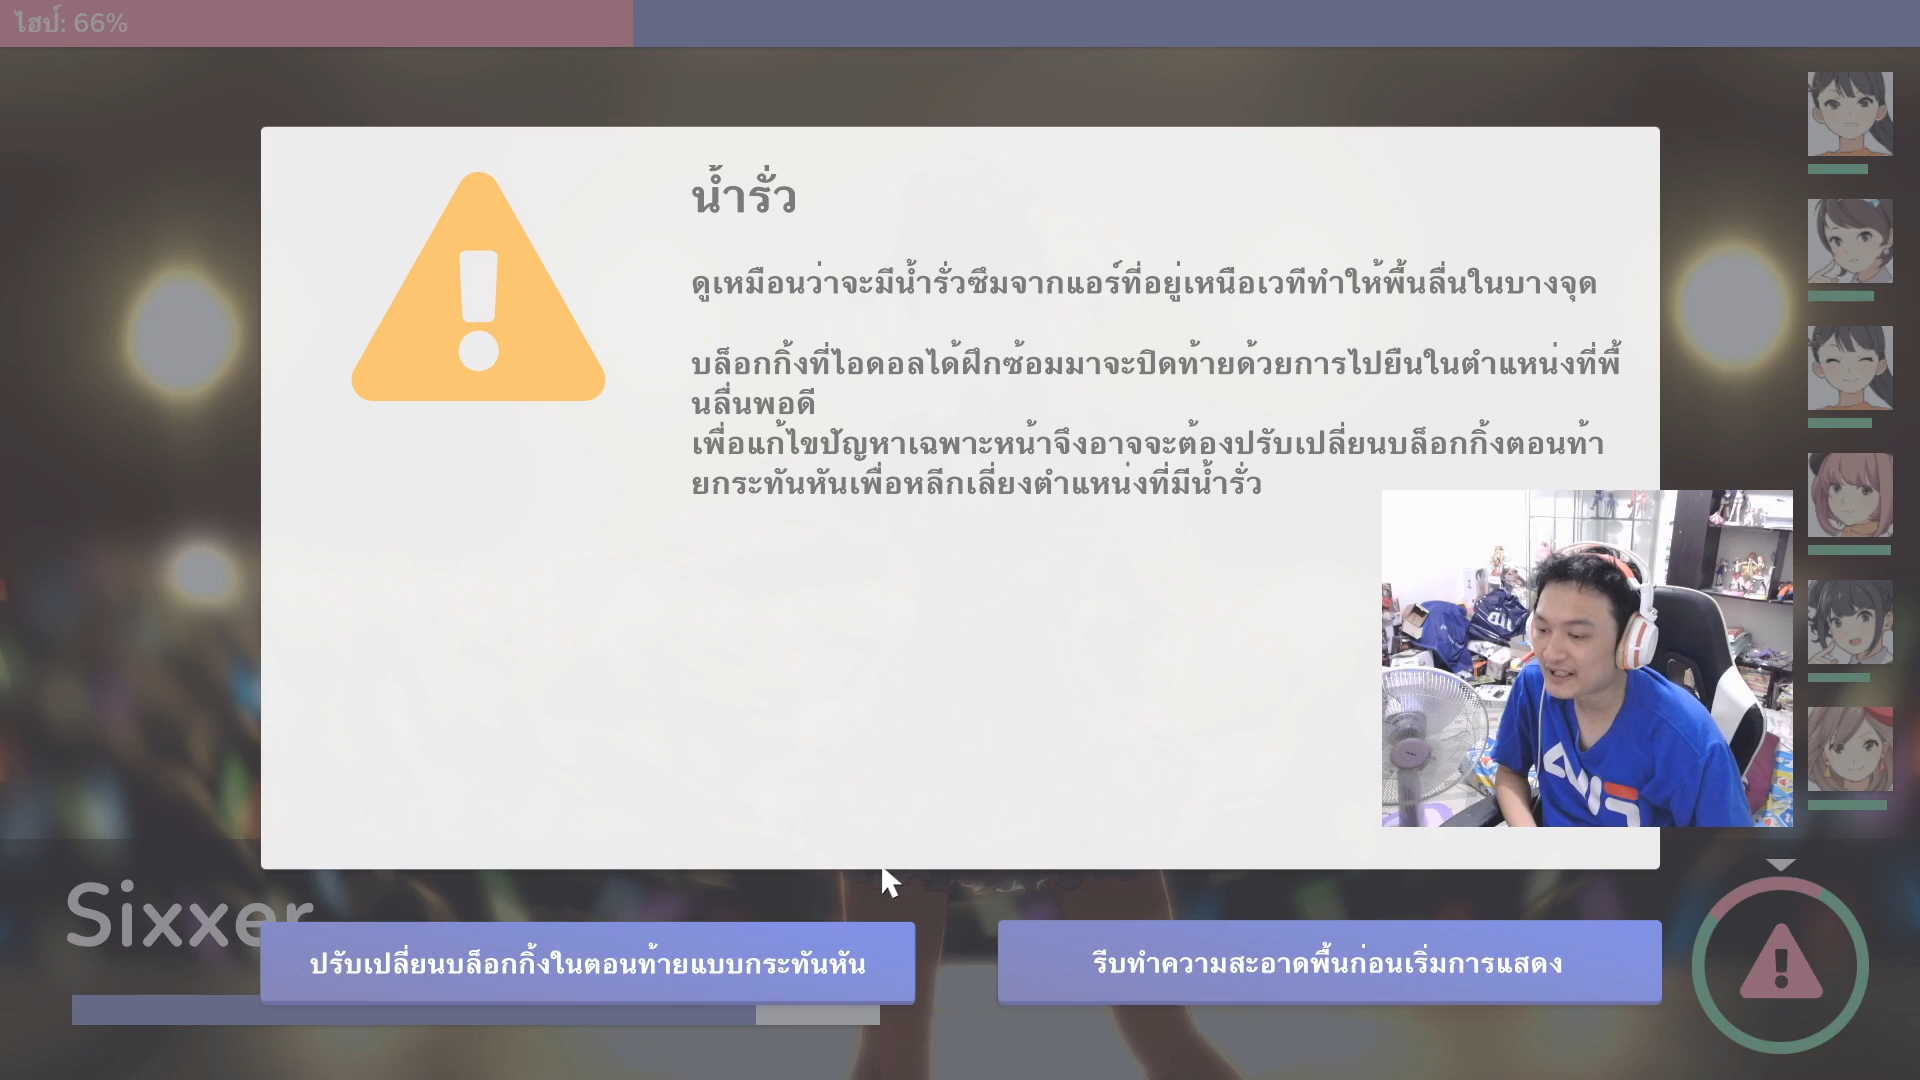 ไฮป์: 66%
น้ำรั่ว
ดูเหมือนว่าจะมีน้ำรั่วซึมจากแอร์ที่อยู่เหนือเวทีทำให้พื้นลื่นในบางจุด
บล็อกกิ้งที่ไอดอลได้ฝึกซ้อมมาจะปิดท้ายด้วยการไปยืนในตำแหน่งที่พื้
นลื่นพอดี
เพื่อแก้ไขปัญหาเฉพาะหน้าจึงอาจจะต้องปรับเปลี่ยนบล็อกกิ้งตอนท้า
ยกระทันหันเพื่อหลีกเลี่ยงตำแหน่งที่มีน้ำรั่ว
Sixxer
ปรับเปลี่ยนบล็อกกิ้งในตอนท้ายแบบกระทันหัน
รีบทำความสะอาดพื้นก่อนเริ่มการแสดง